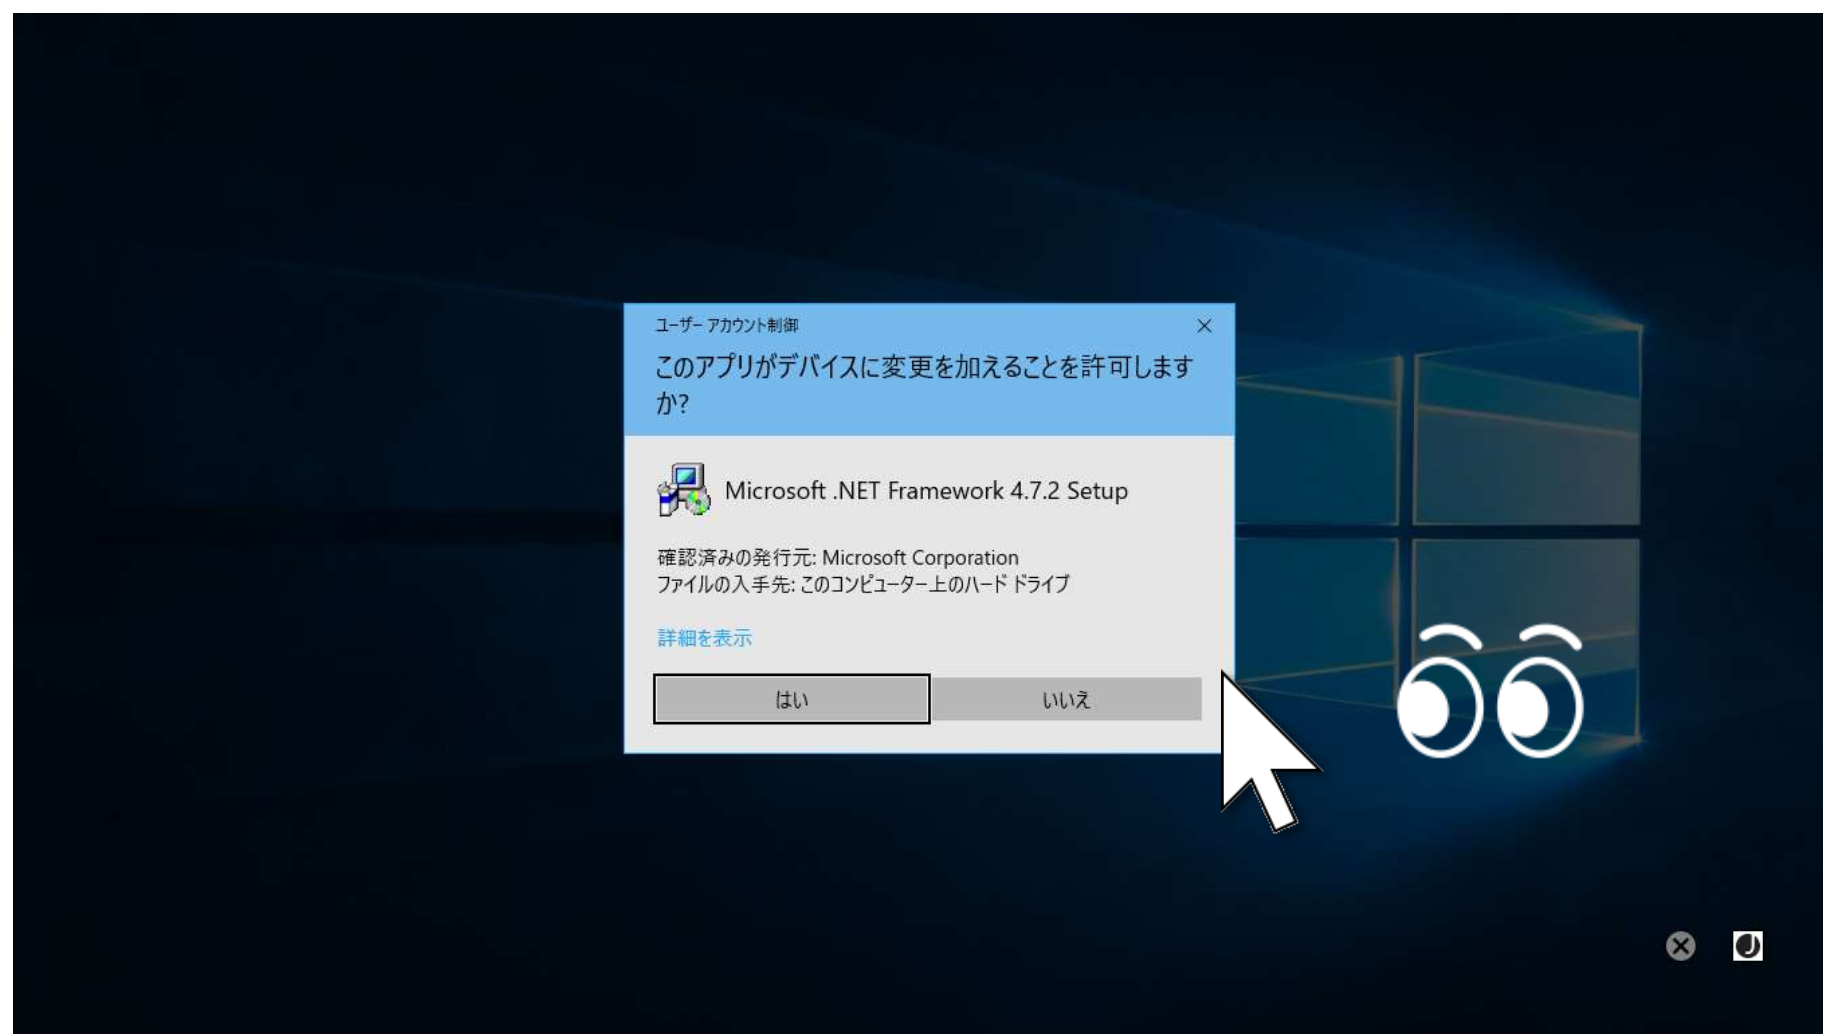 ユーザー アカウント制御
このアプリがデバイスに変更を加えることを許可します
か?
Microsoft .NET Framework 4.7.2 Setup
確認済みの発行元: Microsoft Corporation
ファイルの入手先: このコンピューター上のハード ドライブ
詳細を表示
はい
いいえ
J